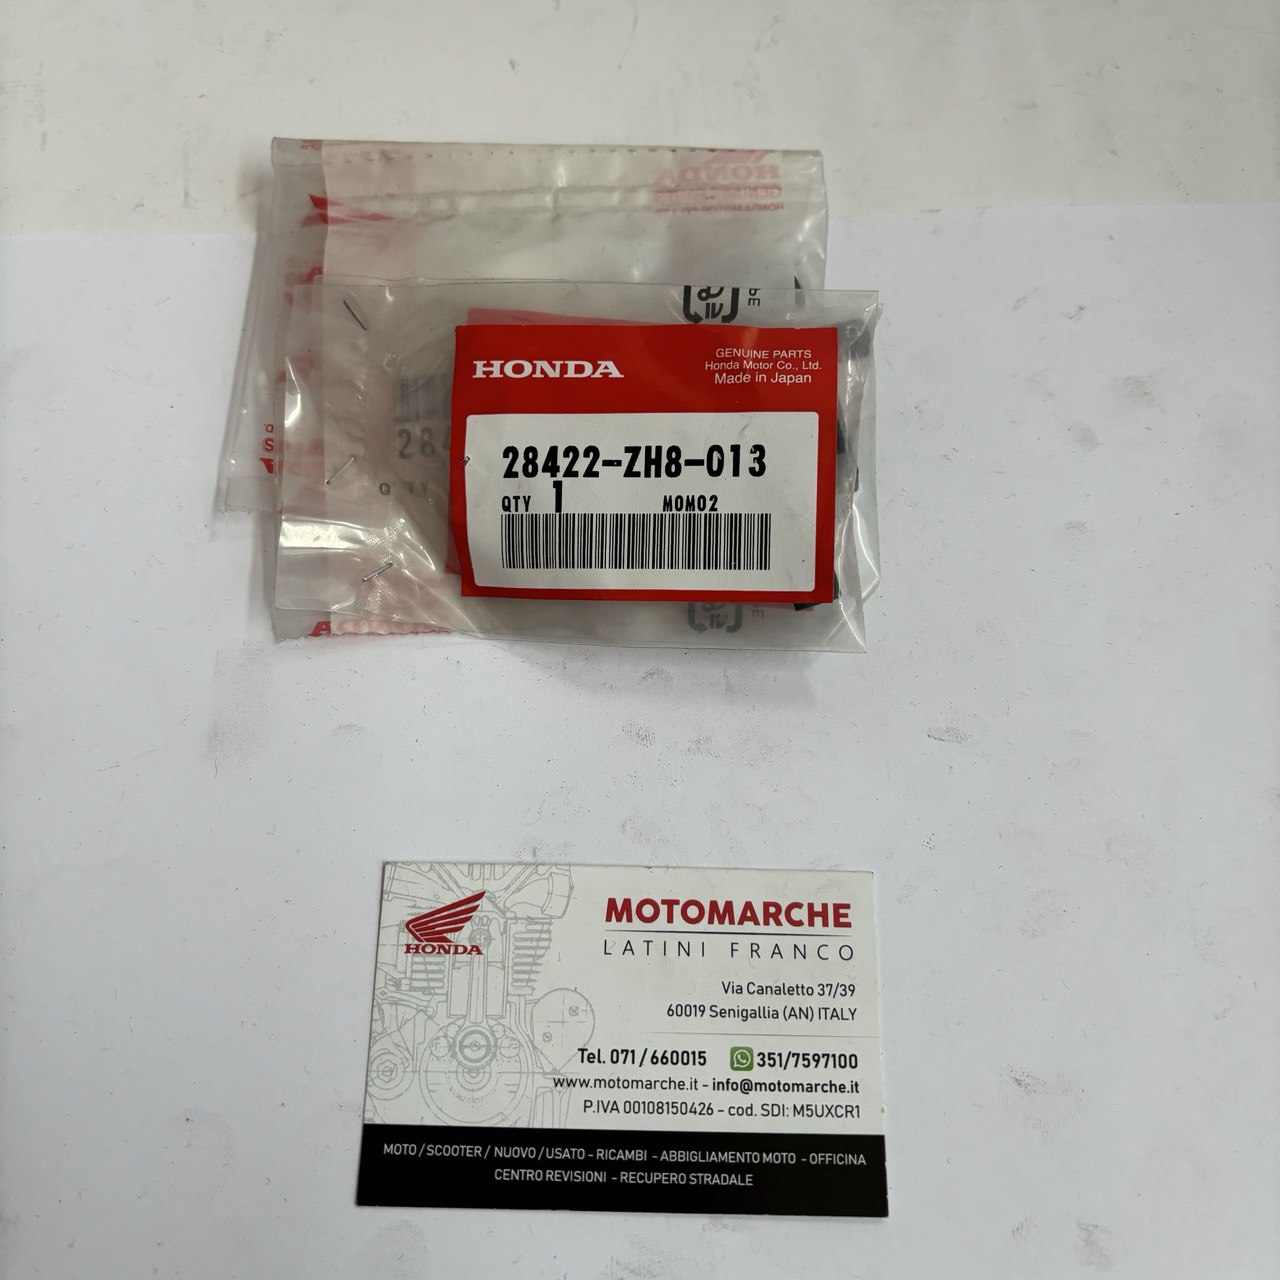 HONDA
GENUINE PARTS
Honda Motor Co., Ltd.
Made in Japan
28422-ZH8-013
QTY 1 MOM02
HONDA
MOTOMARCHE
LATINI FRANCO
Via Canaletto 37/39
60019 Senigallia (AN) ITALY
Tel. 071/660015 351/7597100
www.motomarche.it - info@motomarche.it
P.IVA 00108150426 - cod. SDI: M5UXCR1
MOTO / SCOOTER / NUOVO / USATO - RICAMBI - ABBIGLIAMENTO MOTO - OFFICINA
CENTRO REVISIONI - RECUPERO STRADALE